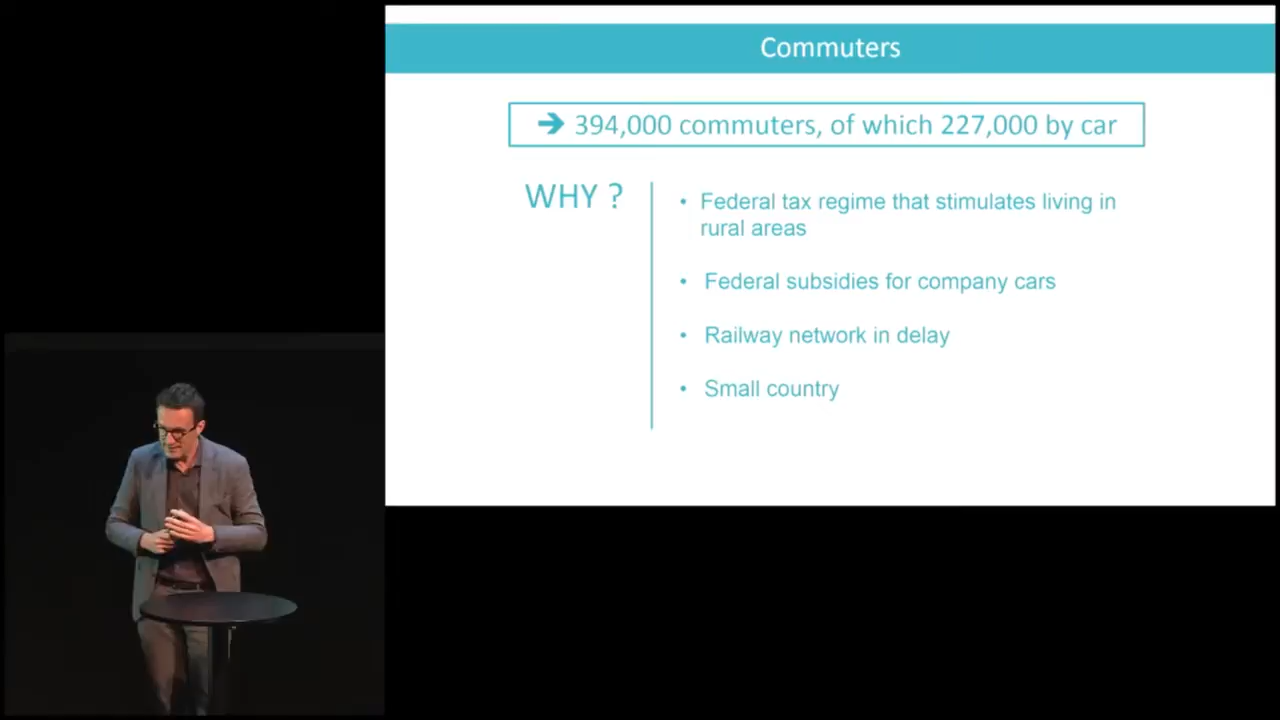 Commuters
➔ 394,000 commuters, of which 227,000 by car
WHY ?
• Federal tax regime that stimulates living in
rural areas
• Federal subsidies for company cars
• Railway network in delay
• Small country